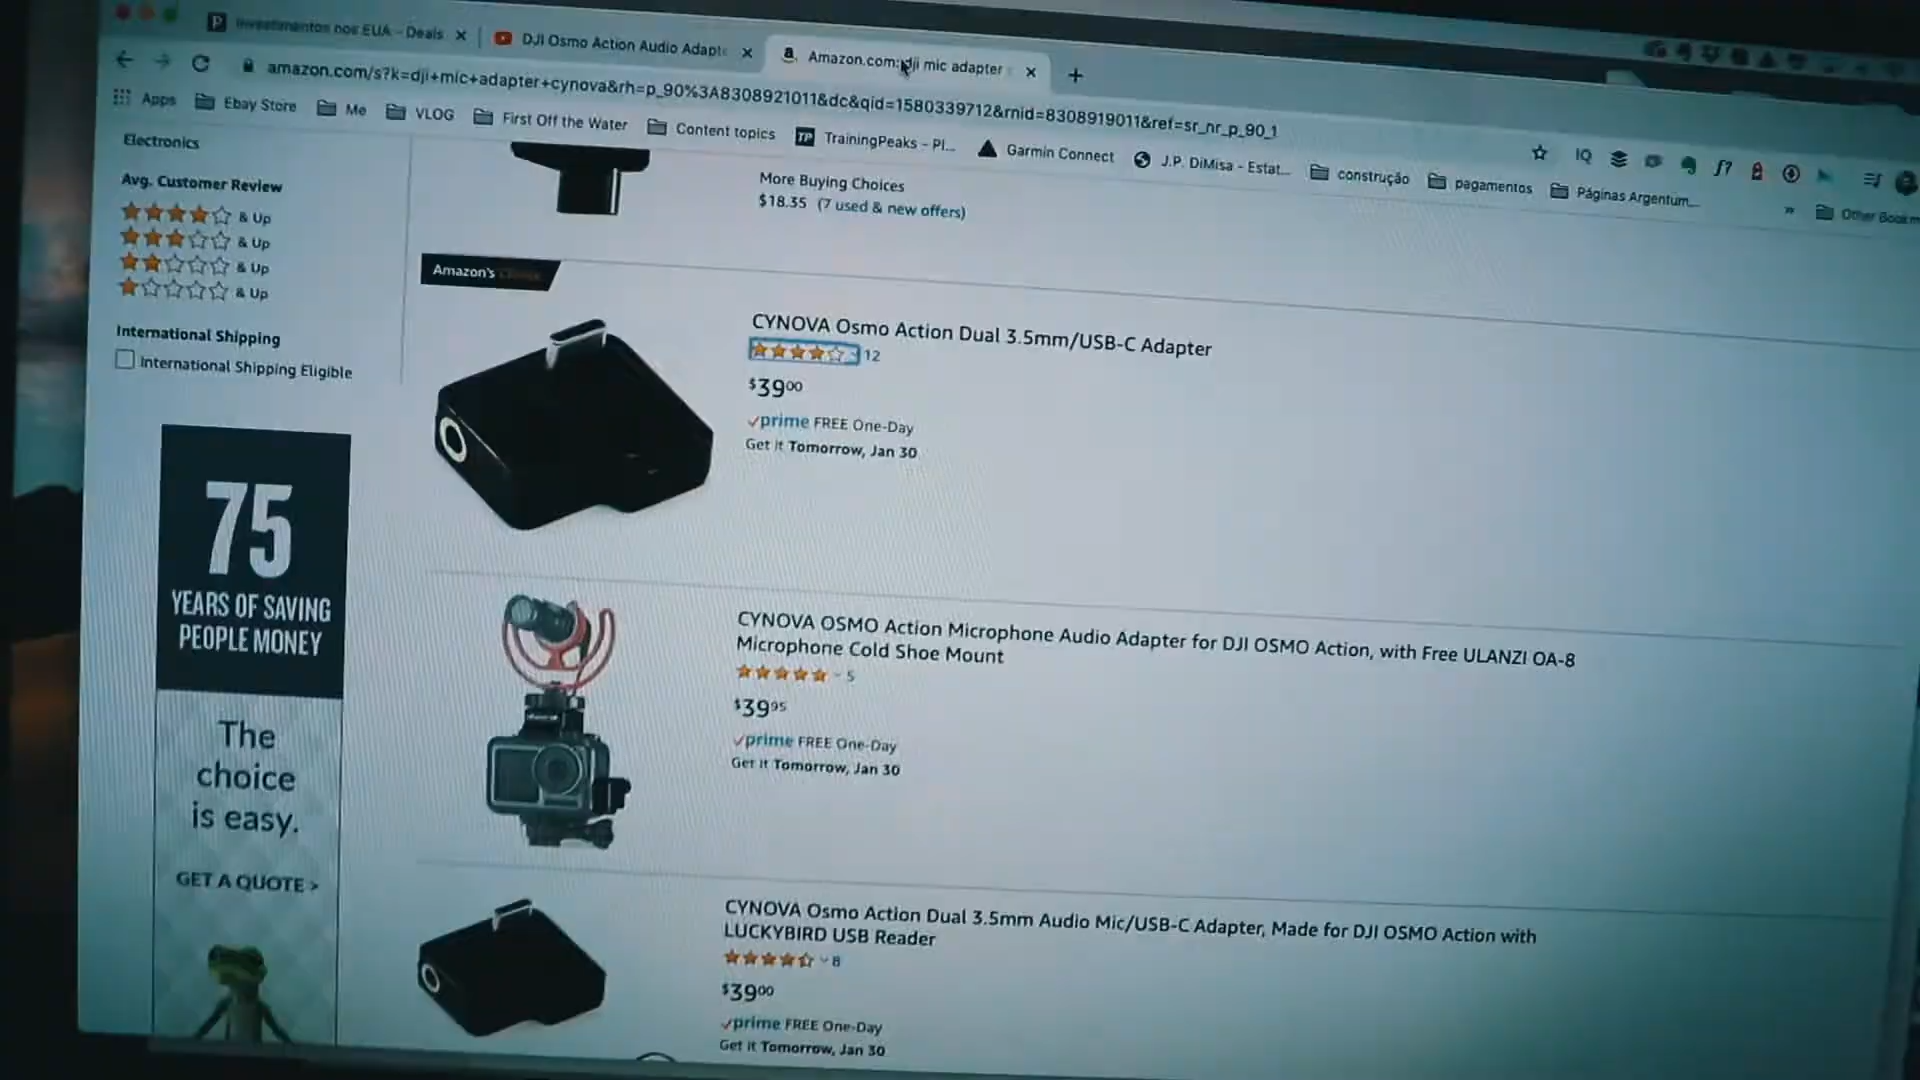 Investimentos nos EUA - Deals
DJI Osmo Action Audio Adapt
Amazon.com: dji mic adapter
amazon.com/s?k=dji+mic+adapter+cynova&rh=p_90%3A8308921011&dc&qid=1580339712&rnid=8308919011&ref=sr_nr_p_90_1
Apps
Ebay Store
Me
VLOG
First Off the Water
Content topics
TP
TrainingPeaks - Pl...
Garmin Connect
J.P. DiMisa - Estat...
construção
pagamentos
Páginas Argentum...
»
Other Bookm
IQ
f?
Electronics
Avg. Customer Review
& Up
& Up
& Up
& Up
International Shipping
International Shipping Eligible
75
YEARS OF SAVING
PEOPLE MONEY
The
choice
is easy.
GET A QUOTE >
More Buying Choices
$18.35 (7 used & new offers)
Amazon's Choice
CYNOVA Osmo Action Dual 3.5mm/USB-C Adapter
12
$3900
prime FREE One-Day
Get it Tomorrow, Jan 30
CYNOVA OSMO Action Microphone Audio Adapter for DJI OSMO Action, with Free ULANZI OA-8
Microphone Cold Shoe Mount
5
$3995
prime FREE One-Day
Get it Tomorrow, Jan 30
CYNOVA Osmo Action Dual 3.5mm Audio Mic/USB-C Adapter, Made for DJI OSMO Action with
LUCKYBIRD USB Reader
8
$3900
prime FREE One-Day
Get it Tomorrow, Jan 30